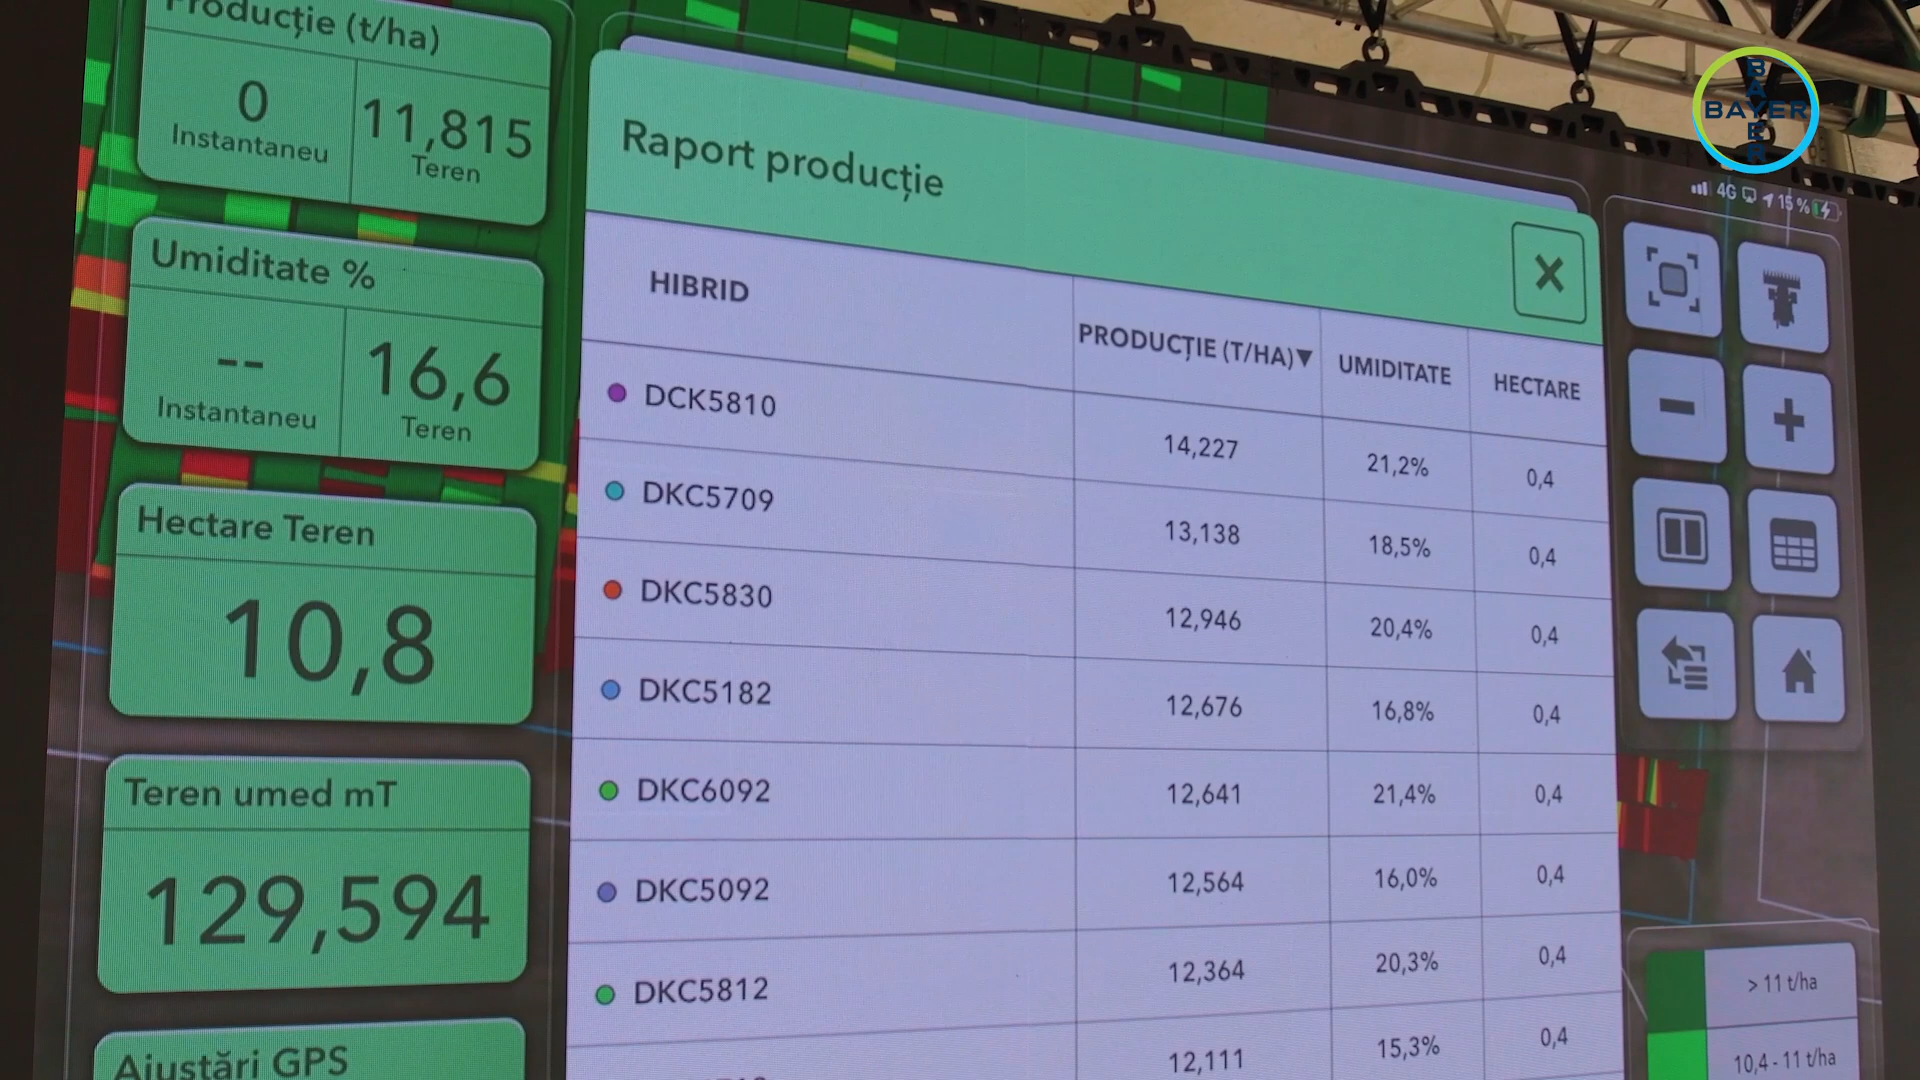 Producție (t/ha)
0
Instantaneu
11,815
Teren
Umiditate %
--
Instantaneu
16,6
Teren
Hectare Teren
10,8
Teren umed mT
129,594
Ajustări GPS
Raport producție
X
HIBRID PRODUCȚIE (T/HA)▼ UMIDITATE HECTARE
DCK5810 14,227 21,2% 0,4
DKC5709 13,138 18,5% 0,4
DKC5830 12,946 20,4% 0,4
DKC5182 12,676 16,8% 0,4
DKC6092 12,641 21,4% 0,4
DKC5092 12,564 16,0% 0,4
DKC5812 12,364 20,3% 0,4
12,111 15,3% 0,4
BAYER
BAYER
4G 15 %
> 11 t/ha
10,4 - 11 t/ha